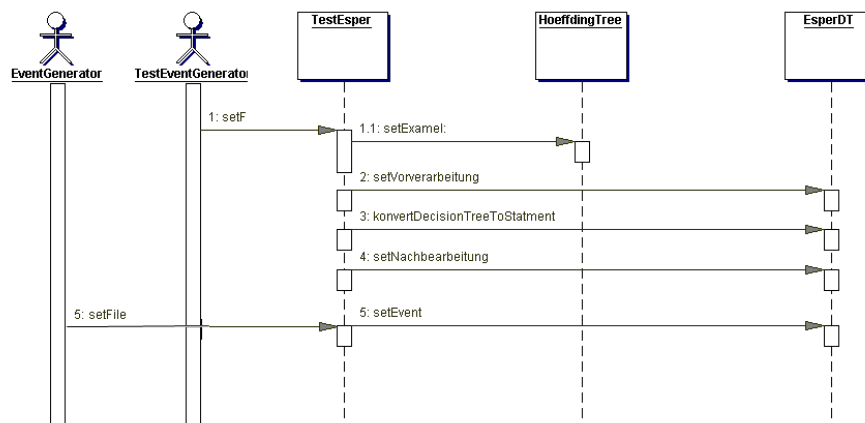 TestEsper
HoeffdingTree
EsperDT
EventGenerator
TestEventGenerator
1: setF
1.1: setExamel:
2: setVorverarbeitung
3: konvertDecisionTreeToStatment
4: setNachbearbeitung
5: setFile
5: setEvent